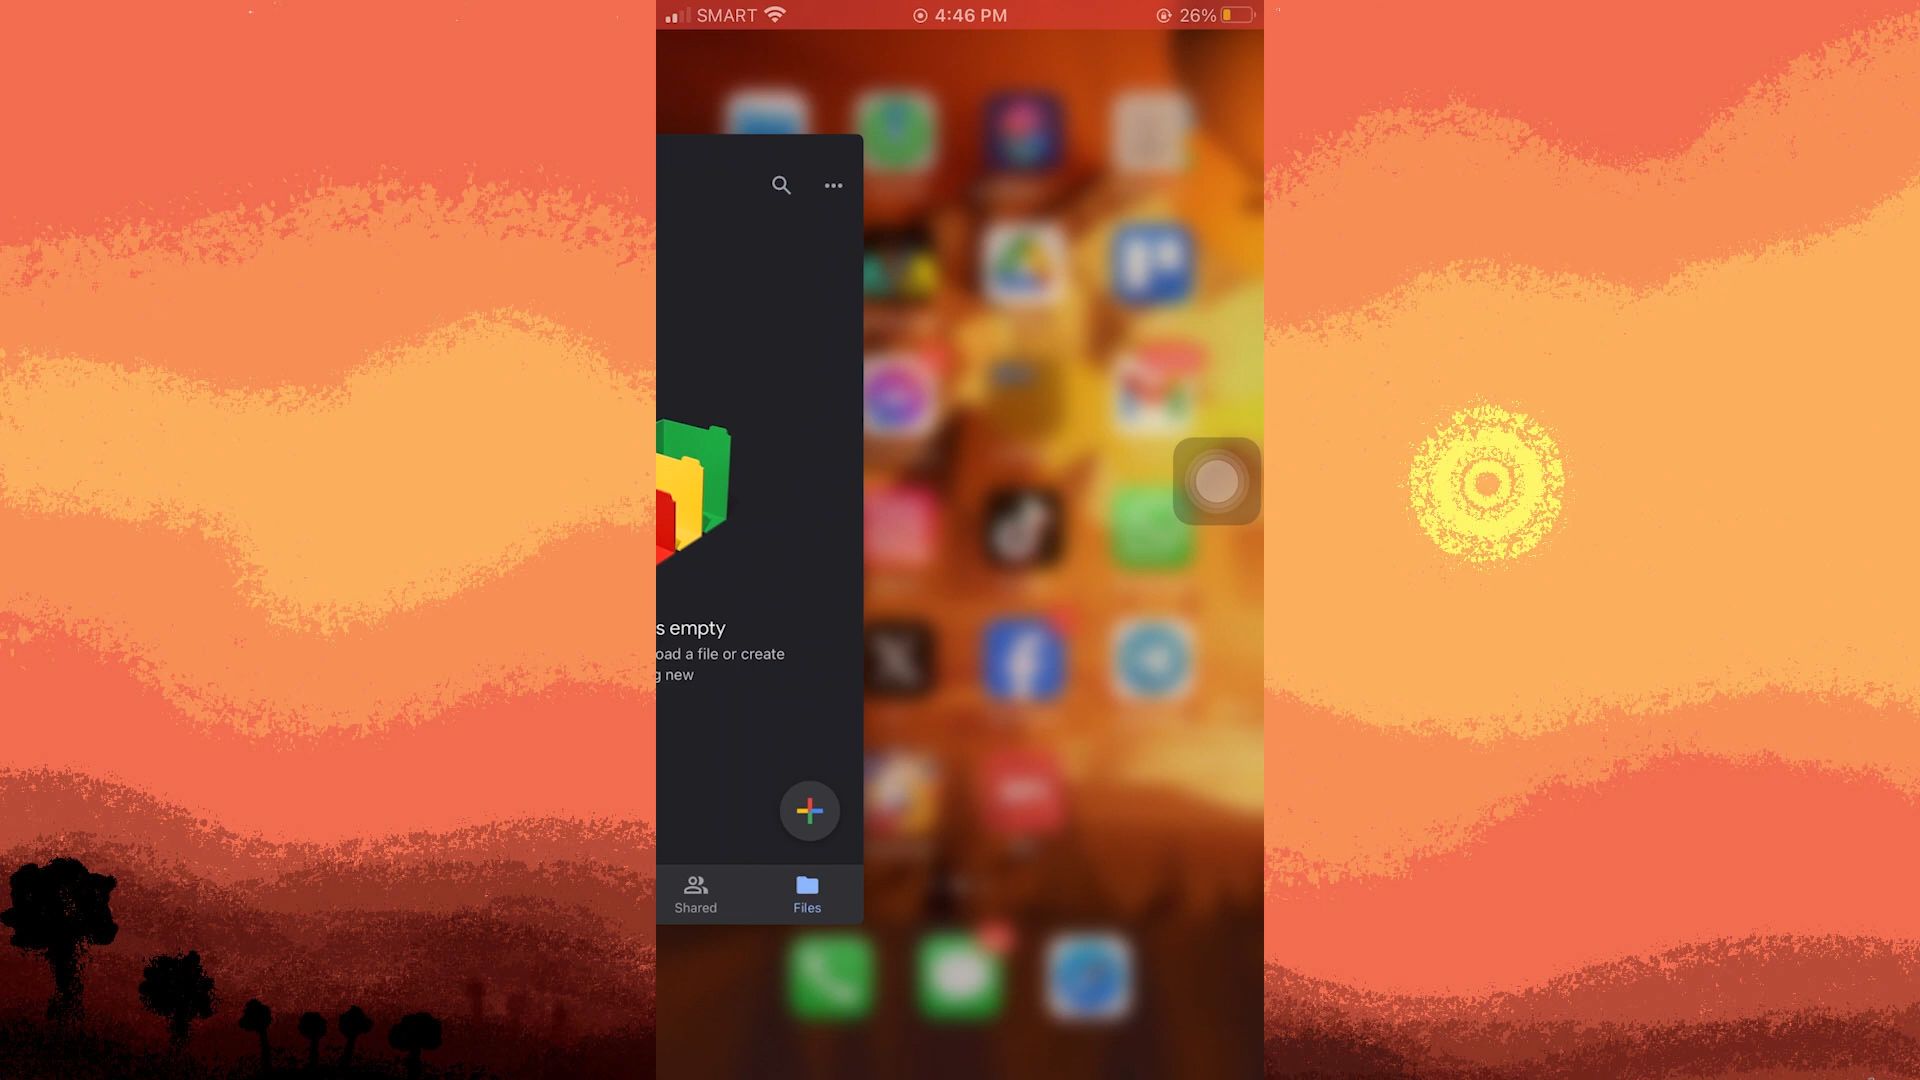 SMART
4:46 PM
26%
s empty
oad a file or create
g new
Shared
Files